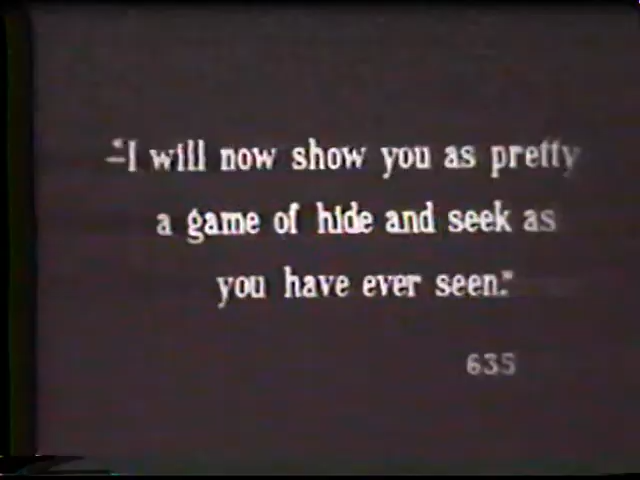 "—I will now show you as pretty
a game of hide and seek as
you have ever seen."
635